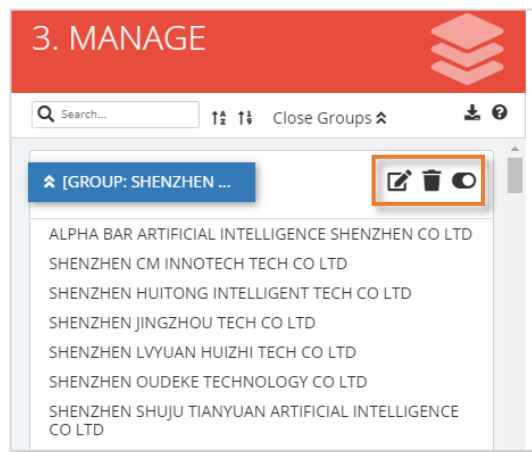 3. MANAGE
Search...
Close Groups
[GROUP: SHENZHEN ...
ALPHA BAR ARTIFICIAL INTELLIGENCE SHENZHEN CO LTD
SHENZHEN CM INNOTECH TECH CO LTD
SHENZHEN HUITONG INTELLIGENT TECH CO LTD
SHENZHEN JINGZHOU TECH CO LTD
SHENZHEN LVYUAN HUIZHI TECH CO LTD
SHENZHEN OUDEKE TECHNOLOGY CO LTD
SHENZHEN SHUJU TIANYUAN ARTIFICIAL INTELLIGENCE
CO LTD